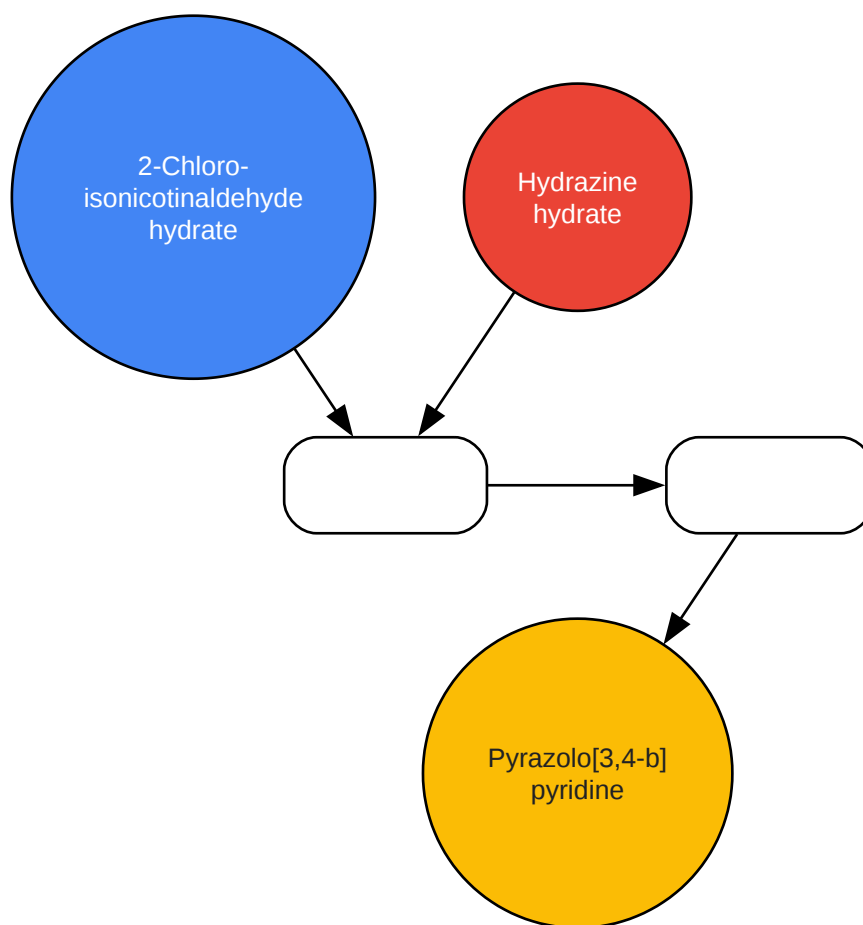 2-Chloro-
isonicotinaldehyde
hydrate
Hydrazine
hydrate
Pyrazolo[3,4-b]
pyridine